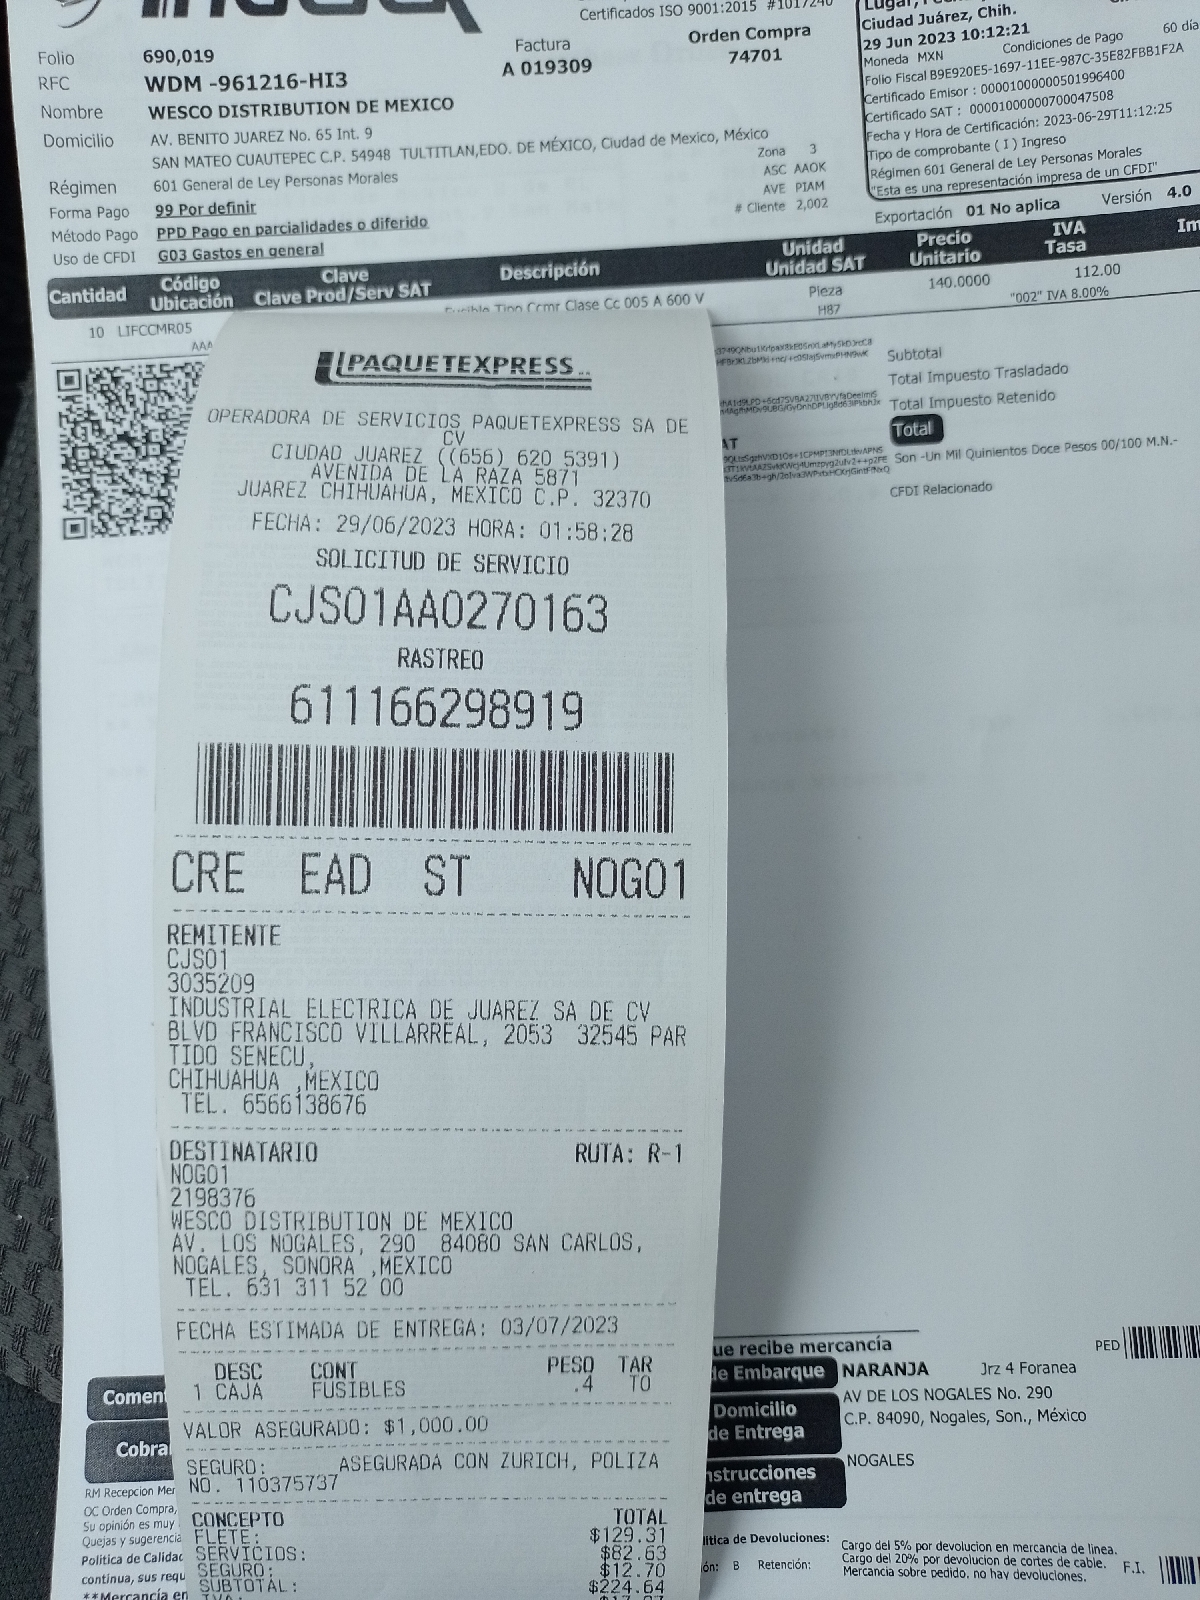 Certificados ISO 9001:2015 #1017240
Folio 690,019
RFC WDM -961216-HI3
Nombre WESCO DISTRIBUTION DE MEXICO
Domicilio AV. BENITO JUAREZ No. 65 Int. 9
SAN MATEO CUAUTEPEC C.P. 54948 TULTITLAN,EDO. DE MÉXICO, Ciudad de Mexico, México
Régimen 601 General de Ley Personas Morales
Forma Pago 99 Por definir
Método Pago PPD Pago en parcialidades o diferido
Uso de CFDI G03 Gastos en general
Factura
A 019309
Orden Compra
74701
Zona 3
ASC AAOK
AVE PIAM
# Cliente 2,002
Ciudad Juárez, Chih.
29 Jun 2023 10:12:21
Moneda MXN Condiciones de Pago 60 día
Folio Fiscal B9E920E5-1697-11EE-987C-35E82FBB1F2A
Certificado Emisor : 00001000000501996400
Certificado SAT : 00001000000700047508
Fecha y Hora de Certificación: 2023-06-29T11:12:25
Tipo de comprobante ( I ) Ingreso
Régimen 601 General de Ley Personas Morales
"Esta es una representación impresa de un CFDI"
Exportación 01 No aplica Versión 4.0
Cantidad Código Ubicación Clave Clave Prod/Serv SAT Descripción Unidad Unidad SAT Precio Unitario IVA Tasa Im
10 LIFCCMR05 Fusible Tipo Ccmr Clase Cc 005 A 600 V Pieza 140.0000 112.00
AAA H87 "002" IVA 8.00%
Subtotal
Total Impuesto Trasladado
Total Impuesto Retenido
Total
Son -Un Mil Quinientos Doce Pesos 00/100 M.N.-
CFDI Relacionado
PAQUETEXPRESS
OPERADORA DE SERVICIOS PAQUETEXPRESS SA DE
CV
CIUDAD JUAREZ ((656) 620 5391)
AVENIDA DE LA RAZA 5871
JUAREZ CHIHUAHUA, MEXICO C.P. 32370
FECHA: 29/06/2023 HORA: 01:58:28
SOLICITUD DE SERVICIO
CJS01AA0270163
RASTREO
611166298919
CRE EAD ST NOG01
REMITENTE
CJS01
3035209
INDUSTRIAL ELECTRICA DE JUAREZ SA DE CV
BLVD FRANCISCO VILLARREAL, 2053 32545 PAR
TIDO SENECU,
CHIHUAHUA ,MEXICO
TEL. 6566138676
DESTINATARIO RUTA: R-1
NOG01
2198376
WESCO DISTRIBUTION DE MEXICO
AV. LOS NOGALES, 290 84080 SAN CARLOS,
NOGALES, SONORA ,MEXICO
TEL. 631 311 52 00
FECHA ESTIMADA DE ENTREGA: 03/07/2023
DESC CONT PESO TAR
1 CAJA FUSIBLES .4 TO
VALOR ASEGURADO: $1,000.00
SEGURO: ASEGURADA CON ZURICH, POLIZA
NO. 110375737
CONCEPTO TOTAL
FLETE: $129.31
SERVICIOS: $82.63
SEGURO: $12.70
SUBTOTAL: $224.64
ue recibe mercancía
de Embarque NARANJA Jrz 4 Foranea
PED
Domicilio de Entrega AV DE LOS NOGALES No. 290
C.P. 84090, Nogales, Son., México
nstrucciones de entrega NOGALES
Comen
Cobra
RM Recepcion Mer
OC Orden Compra,
Su opinión es muy
Quejas y sugerencia
Politica de Calidad
continua, sus requ
**Mercancía en
lítica de Devoluciones: Cargo del 5% por devolucion en mercancia de linea.
Cargo del 20% por devolucion de cortes de cable.
ón: B Retención: Mercancia sobre pedido, no hay devoluciones.
F.I.